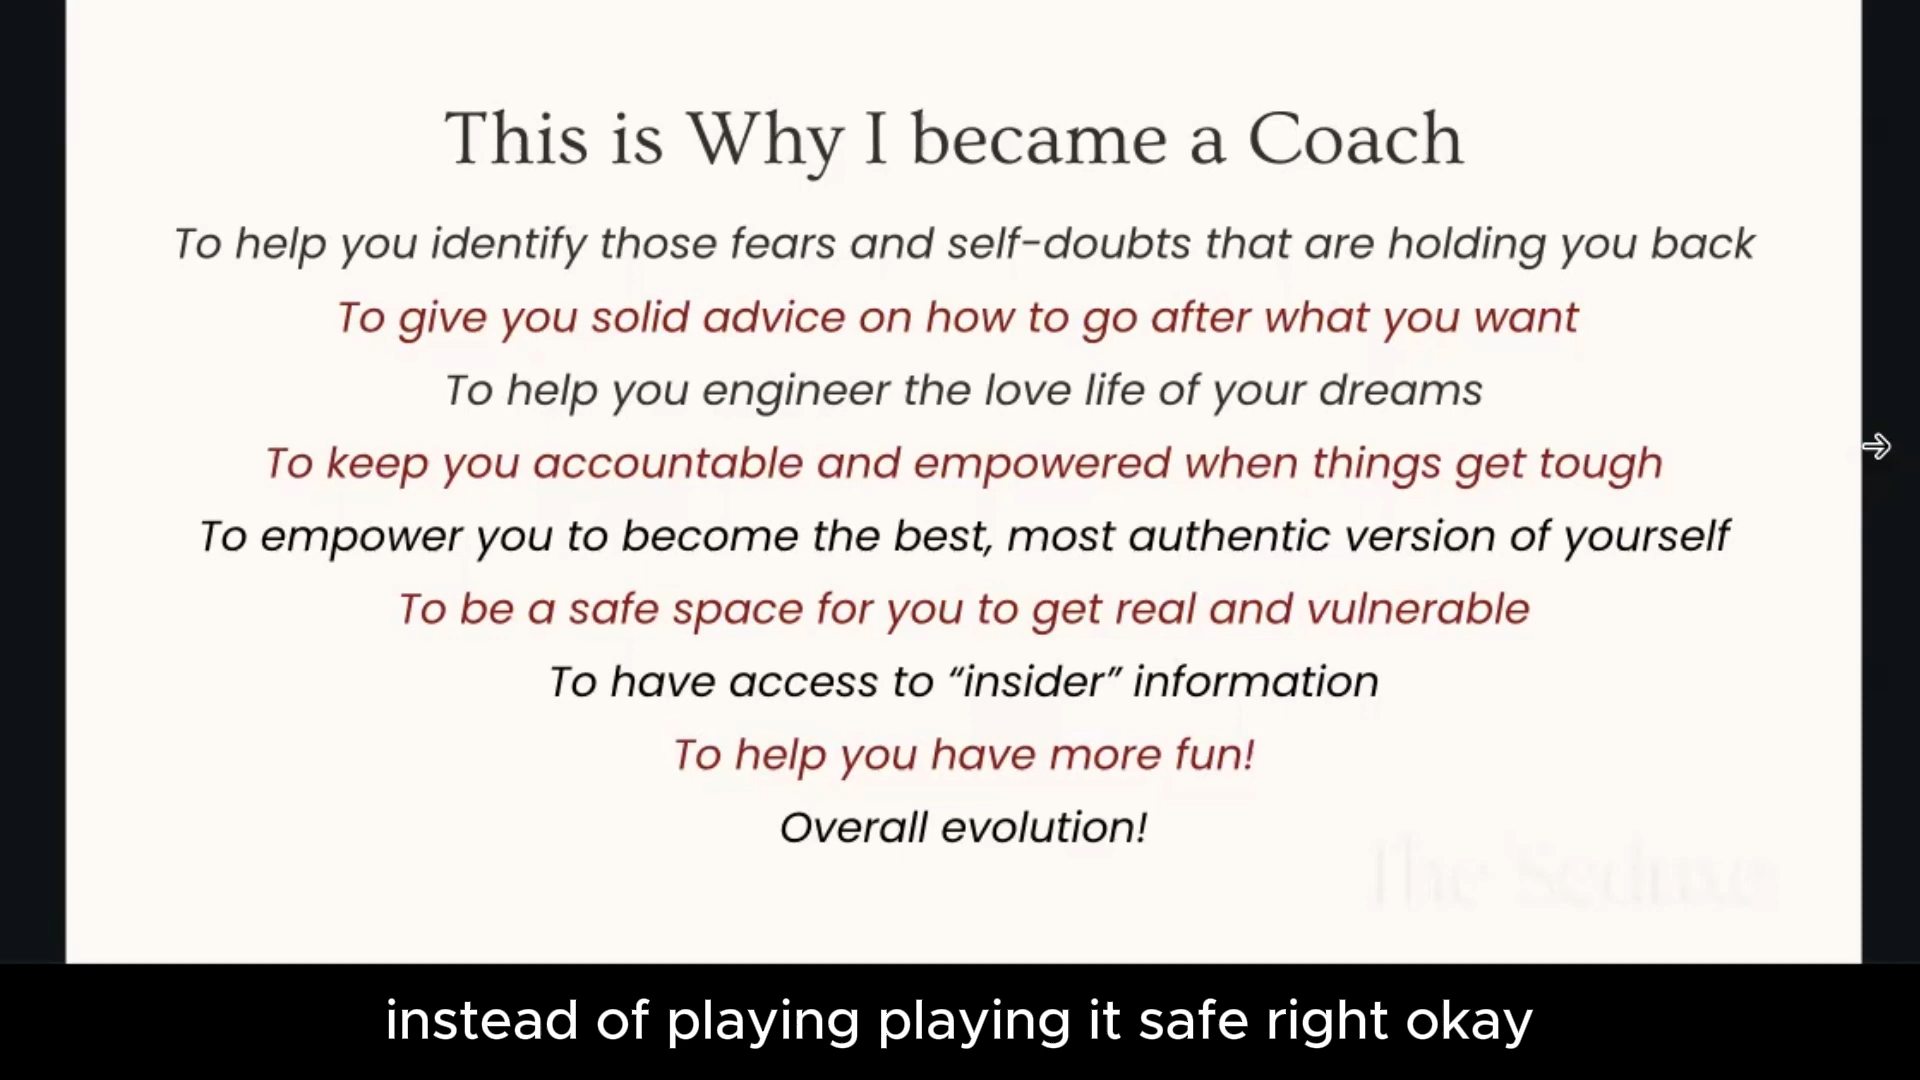 This is Why I became a Coach
To help you identify those fears and self-doubts that are holding you back
To give you solid advice on how to go after what you want
To help you engineer the love life of your dreams
To keep you accountable and empowered when things get tough
To empower you to become the best, most authentic version of yourself
To be a safe space for you to get real and vulnerable
To have access to “insider” information
To help you have more fun!
Overall evolution!
instead of playing playing it safe right okay